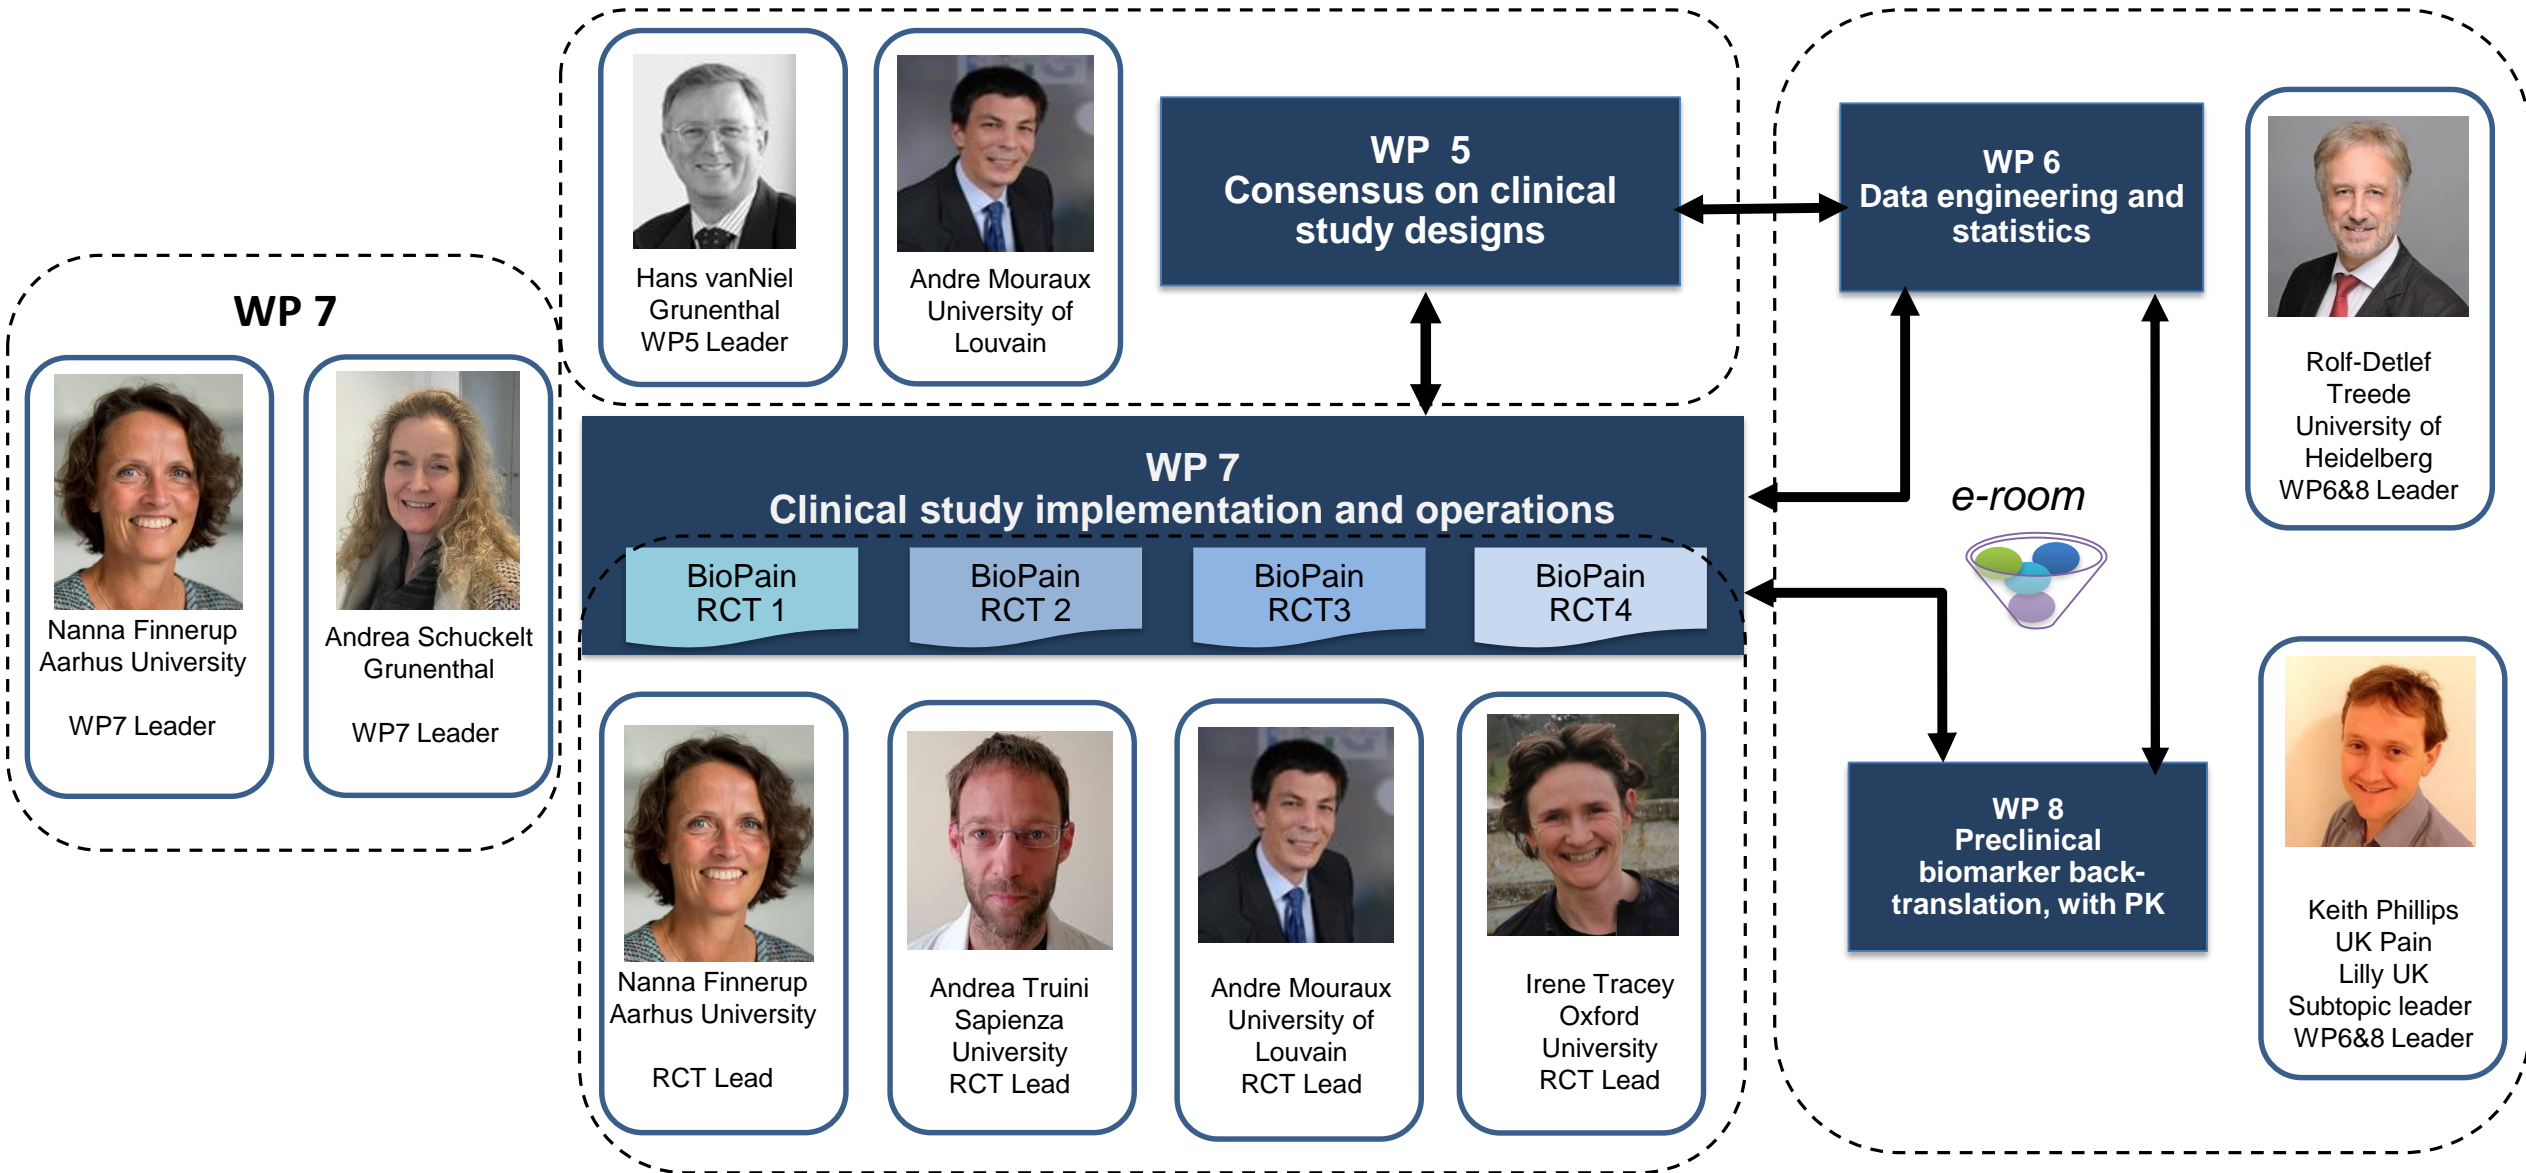 WP 7
Nanna Finnerup
Aarhus University
WP7 Leader
Andrea Schuckelt
Grunenthal
WP7 Leader
Hans vanNiel
Grunenthal
WP5 Leader
Andre Mouraux
University of
Louvain
WP 5
Consensus on clinical
study designs
WP 6
Data engineering and
statistics
Rolf-Detlef
Treede
University of
Heidelberg
WP6&8 Leader
WP 7
Clinical study implementation and operations
BioPain
RCT 1
BioPain
RCT 2
BioPain
RCT3
BioPain
RCT4
e-room
Nanna Finnerup
Aarhus University
RCT Lead
Andrea Truini
Sapienza
University
RCT Lead
Andre Mouraux
University of
Louvain
RCT Lead
Irene Tracey
Oxford
University
RCT Lead
WP 8
Preclinical
biomarker back-
translation, with PK
Keith Phillips
UK Pain
Lilly UK
Subtopic leader
WP6&8 Leader